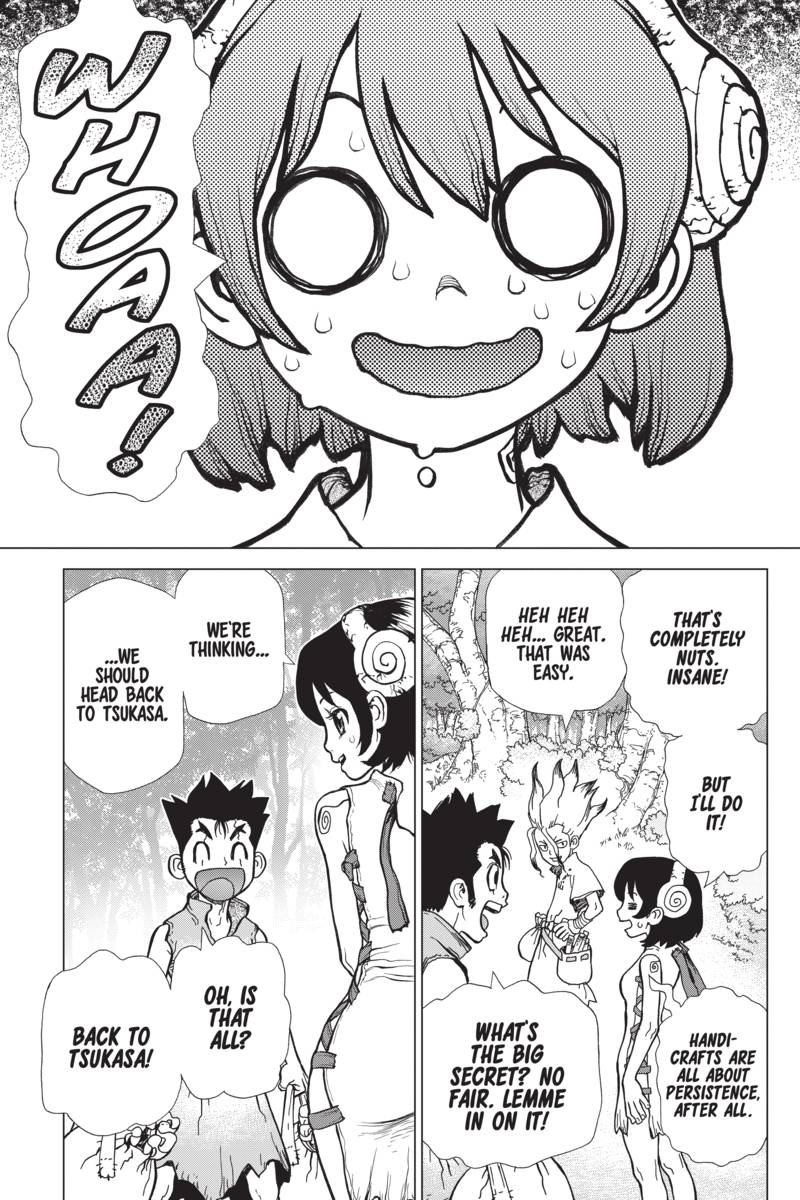 WHOAA!
THAT'S
COMPLETELY
NUTS.
INSANE!
BUT
I'LL DO
IT!
HEH HEH
HEH... GREAT.
THAT WAS
EASY.
HANDI-
CRAFTS ARE
ALL ABOUT
PERSISTENCE,
AFTER ALL.
WHAT'S
THE BIG
SECRET? NO
FAIR. LEMME
IN ON IT!
WE'RE
THINKING...
...WE
SHOULD
HEAD BACK
TO TSUKASA.
OH, IS
THAT
ALL?
BACK TO
TSUKASA!